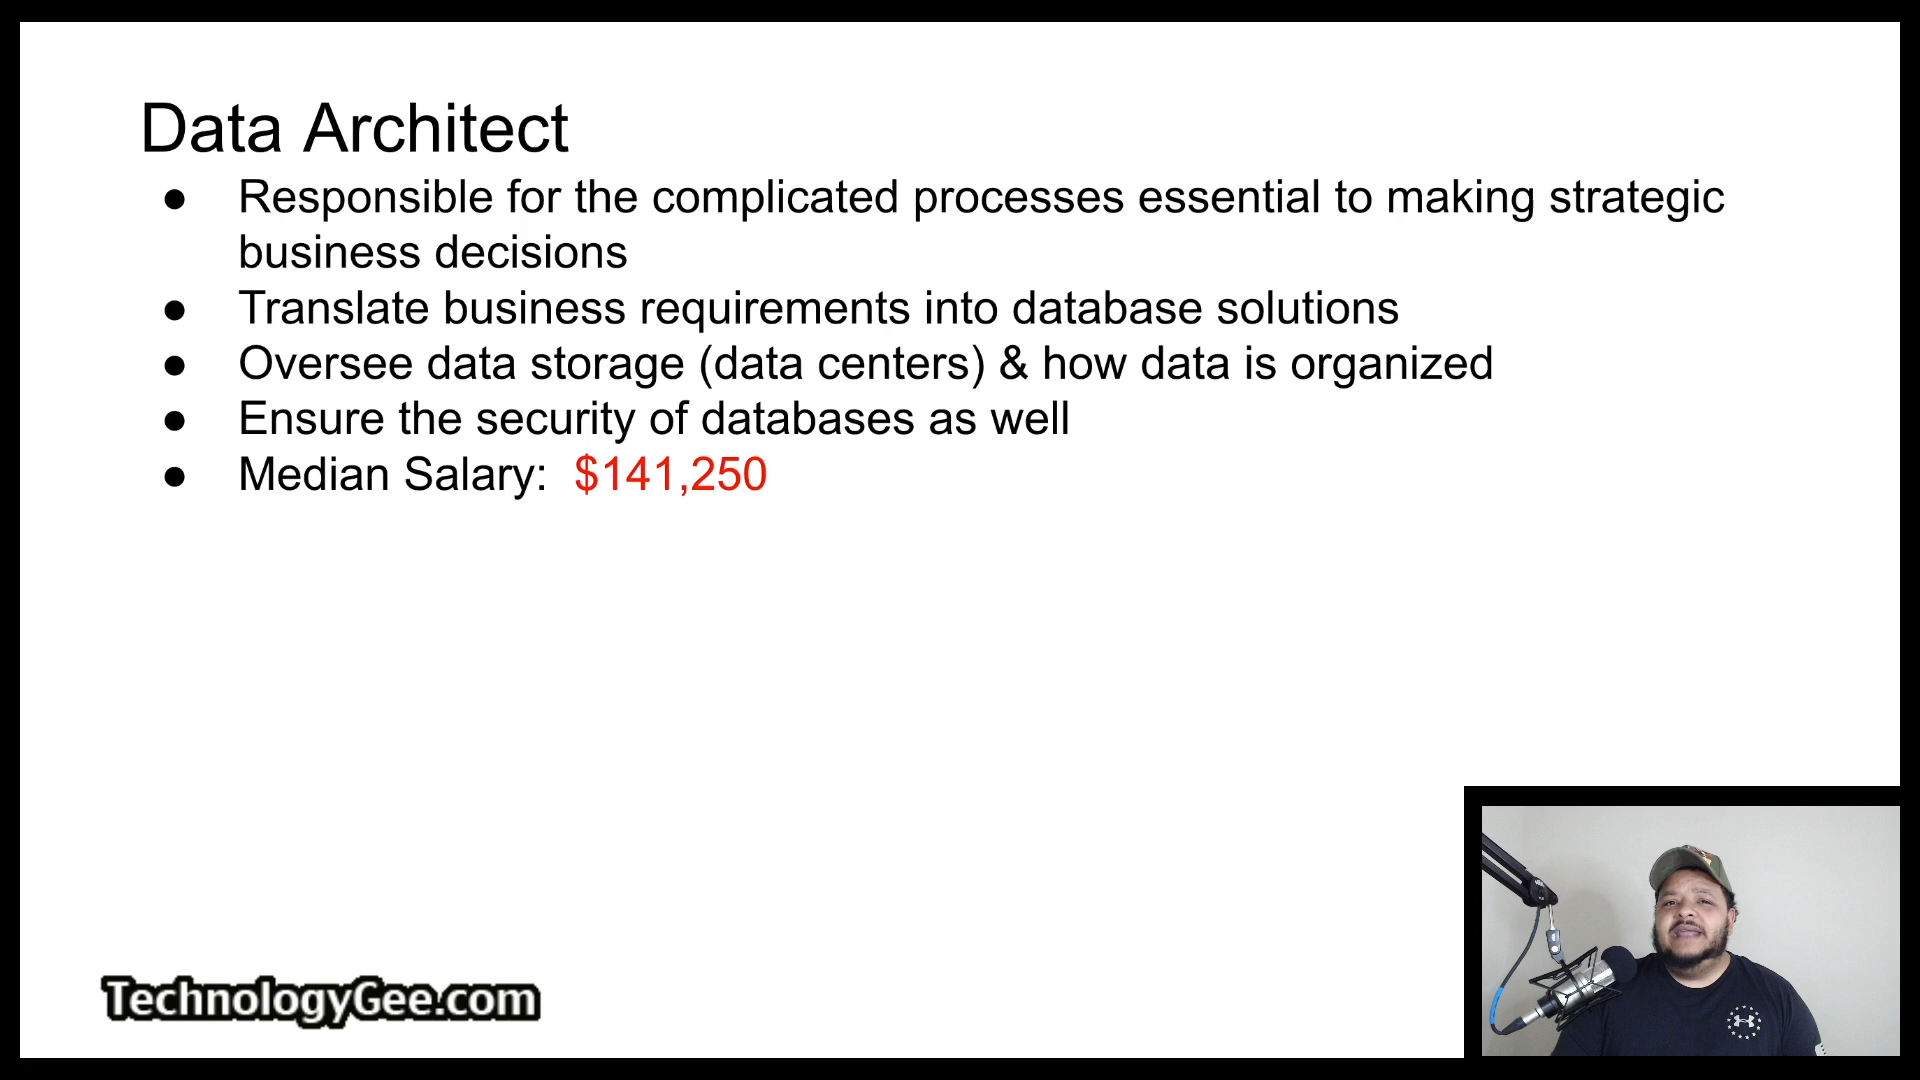 Data Architect
● Responsible for the complicated processes essential to making strategic
business decisions
● Translate business requirements into database solutions
● Oversee data storage (data centers) & how data is organized
● Ensure the security of databases as well
● Median Salary: $141,250
TechnologyGee.com